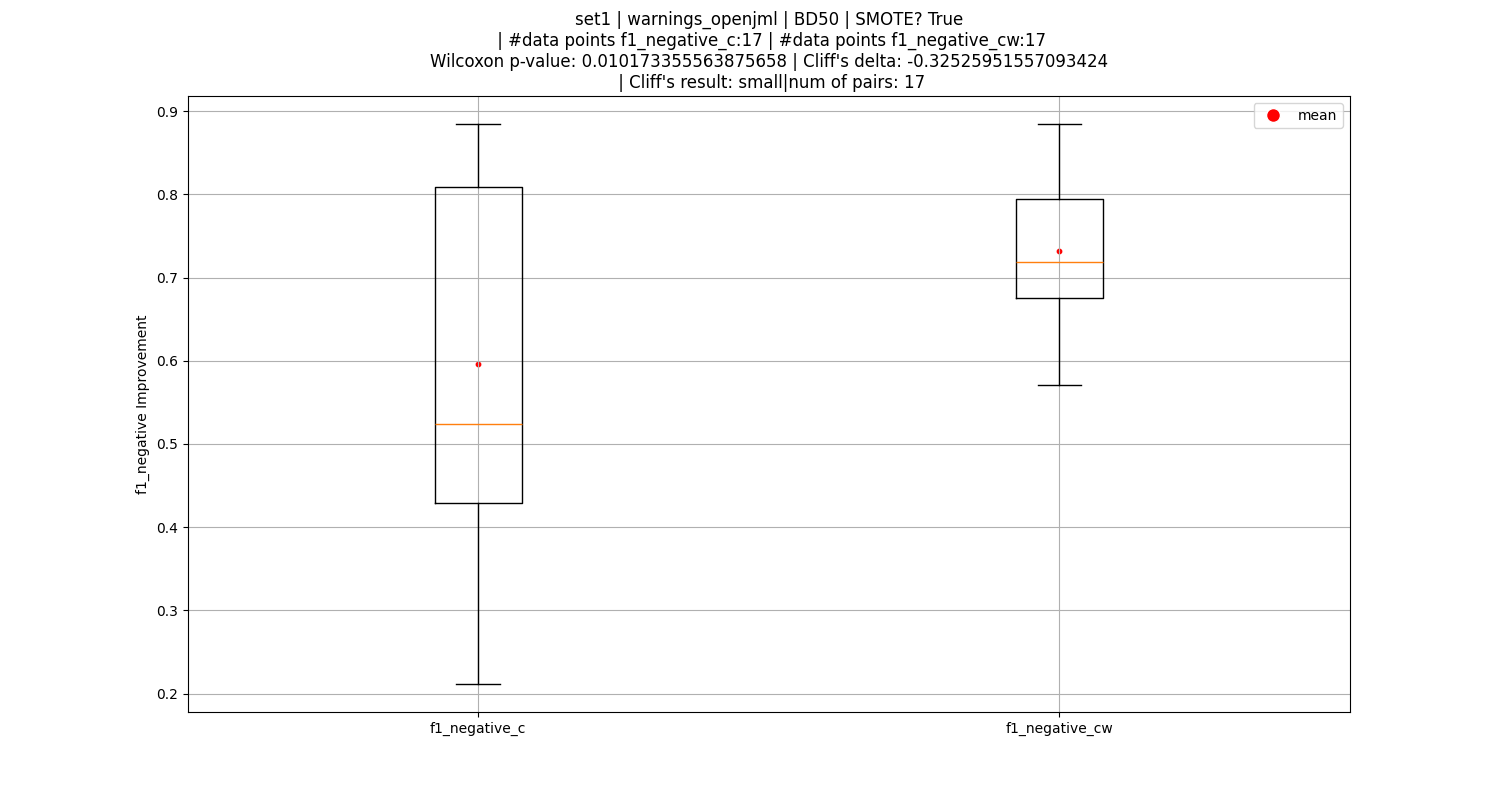 set1 | warnings_openjml | BD50 | SMOTE? True
| #data points f1_negative_c:17 | #data points f1_negative_cw:17
Wilcoxon p-value: 0.010173355563875658 | Cliff's delta: -0.32525951557093424
| Cliff's result: small|num of pairs: 17
mean
0.9
0.8
0.7
0.6
0.5
0.4
0.3
0.2
f1_negative Improvement
f1_negative_c
f1_negative_cw